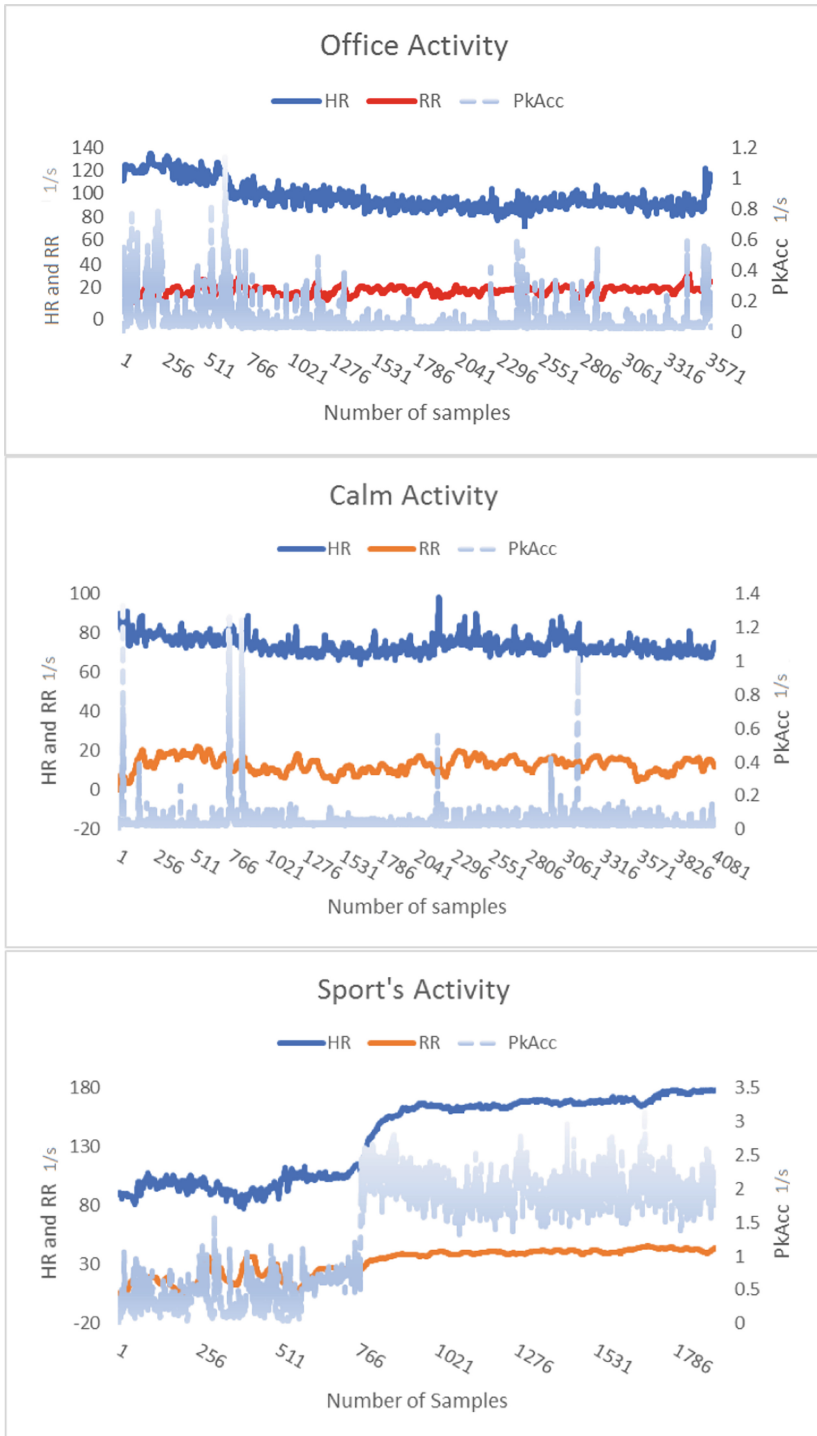 Office Activity
HR RR PkAcc
140 1.2
120 1
100 0.8
80
60 0.6
40 0.4
20 0.2
0 0
HR and RR 1/s
PkAcc 1/s
1 256 511 766 1021 1276 1531 1786 2041 2296 2551 2806 3061 3316 3571
Number of samples
Calm Activity
HR RR PkAcc
100 1.4
80 1.2
60 1
40 0.8
20 0.6
0 0.4
-20 0.2
0
HR and RR 1/s
PkAcc 1/s
1 256 511 766 1021 1276 1531 1786 2041 2296 2551 2806 3061 3316 3571 3826 4081
Number of samples
Sport's Activity
HR RR PkAcc
180 3.5
130 3
80 2.5
30 2
-20 1.5
1
0.5
0
HR and RR 1/s
PkAcc 1/s
1 256 511 766 1021 1276 1531 1786
Number of Samples